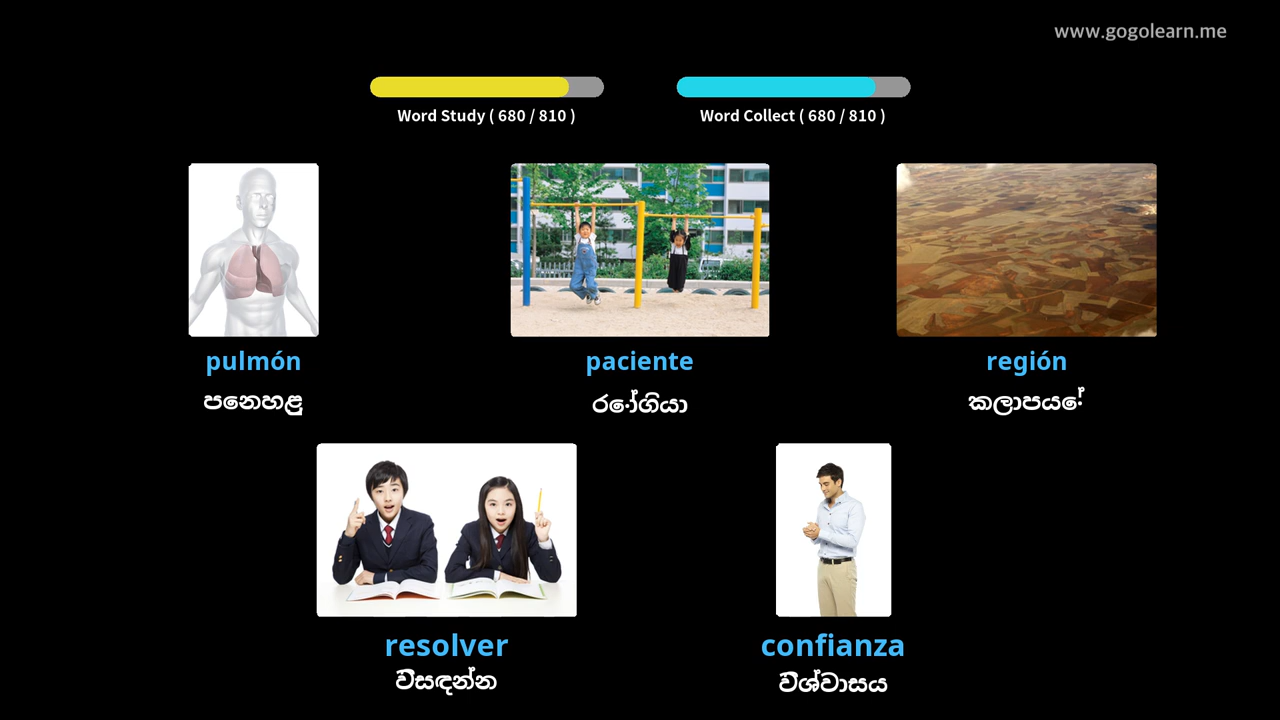 www.gogolearn.me
Word Study ( 680 / 810 )
Word Collect ( 680 / 810 )
pulmón
paciente
región
පෙනහළු
රෝගියා
කලාපයේ
resolver
confianza
විසඳන්න
විශ්වාසය